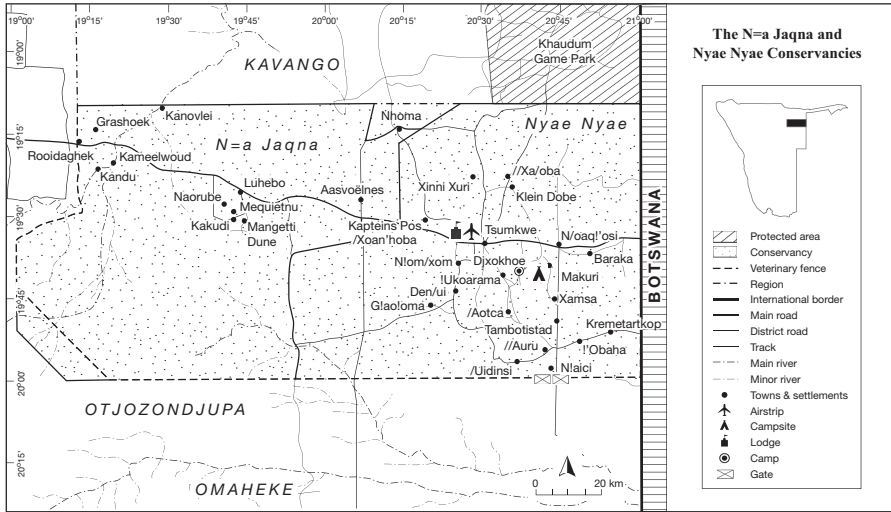 19°00' 19°15' 19°30' 19°45' 20°00' 20°15' 20°30' 20°45' 21°00'
19°00'
19°15'
19°30'
19°45'
20°00'
20°15'
KAVANGO
Khaudum
Game Park
Grashoek
Kanovlei
Nhoma
Nyae Nyae
N=a Jaqna
Rooidaghek
Kameelwoud
Kandu
Luhebo
Naorube
Mequietnu
Kakudi
Mangetti
Dune
Aasvoëlnes
Xinni Xuri
//Xa/oba
Klein Dobe
Kapteins Pos
/Xoan'hoba
Tsumkwe
N/oaq!'osi
Baraka
N!om/xom
Djxokhoe
!Ukoarama
Makuri
Den/ui
G!ao!oma
Xamsa
//Aotca
Tambotistad
Kremetartkop
//Auru
!'Obaha
/Uidinsi
N!aici
BOTSWANA
OTJOZONDJUPA
OMAHEKE
0 20 km
The N=a Jaqna and
Nyae Nyae Conservancies
Protected area
Conservancy
Veterinary fence
Region
International border
Main road
District road
Track
Main river
Minor river
Towns & settlements
Airstrip
Campsite
Lodge
Camp
Gate